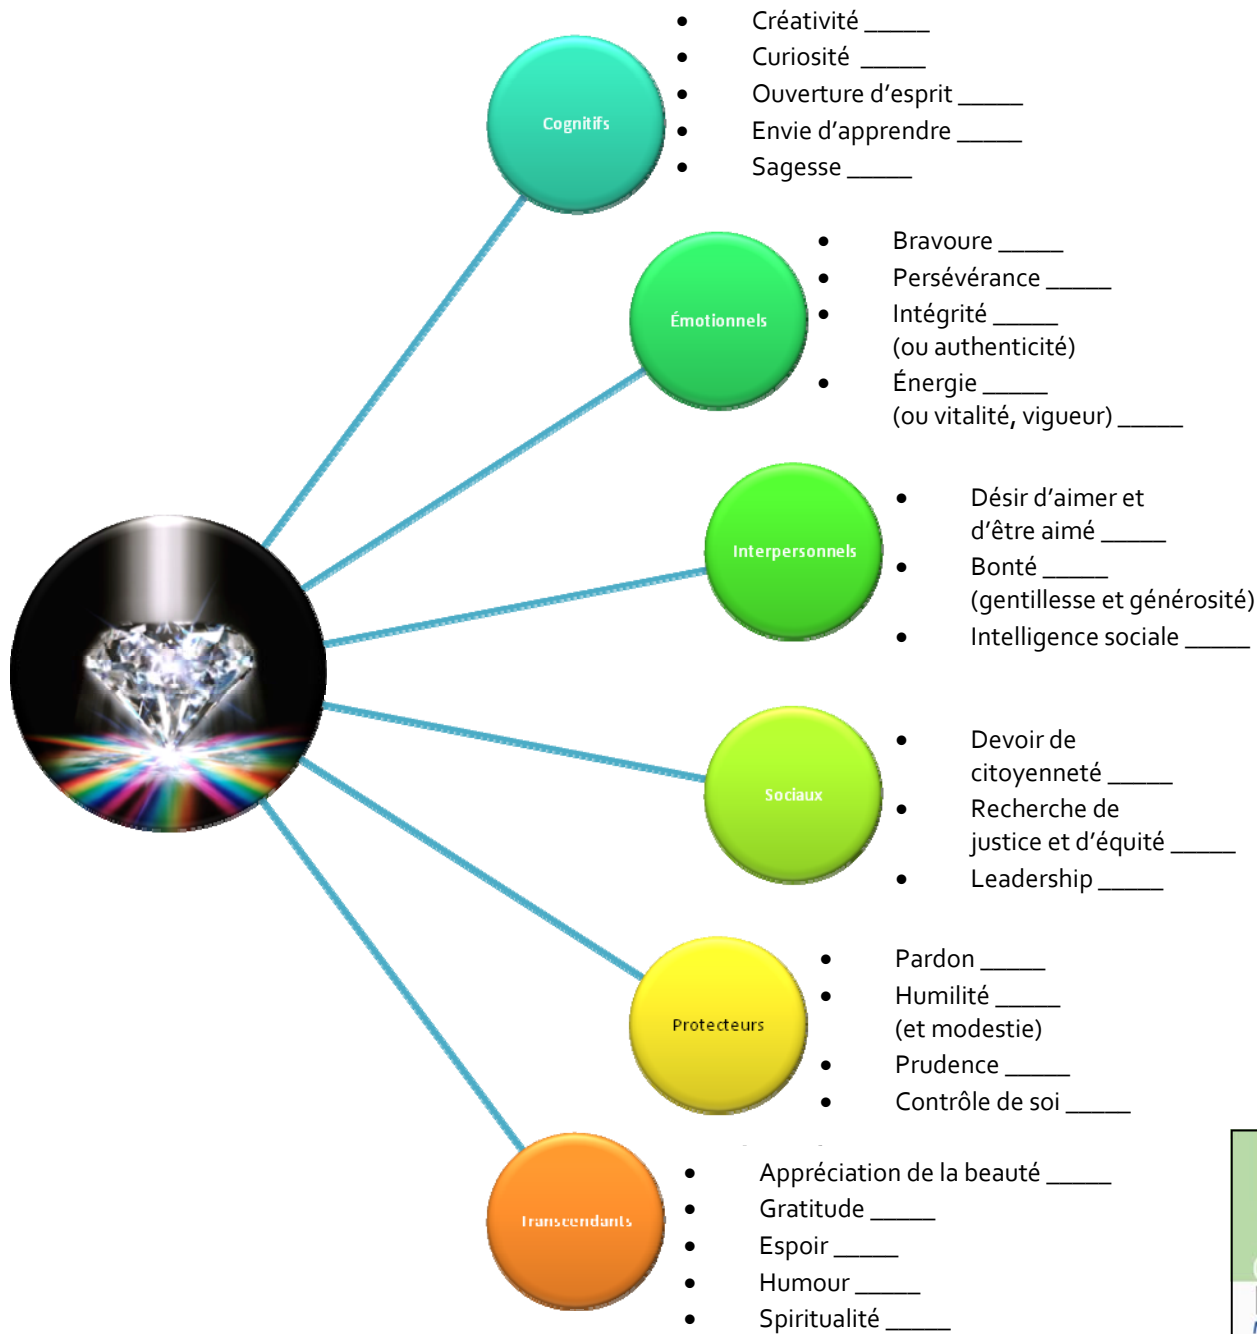 • Créativité _____
• Curiosité _____
• Ouverture d'esprit _____
• Envie d'apprendre _____
• Sagesse _____
Cognitifs
• Bravoure _____
• Persévérance _____
• Intégrité _____
(ou authenticité)
• Énergie _____
(ou vitalité, vigueur) _____
Émotionnels
• Désir d'aimer et
d'être aimé _____
• Bonté _____
(gentillesse et générosité)
• Intelligence sociale _____
Interpersonnels
• Devoir de
citoyenneté _____
• Recherche de
justice et d'équité _____
• Leadership _____
Sociaux
• Pardon _____
• Humilité _____
(et modestie)
• Prudence _____
• Contrôle de soi _____
Protecteurs
• Appréciation de la beauté _____
• Gratitude _____
• Espoir _____
• Humour _____
• Spiritualité _____
Transcendants